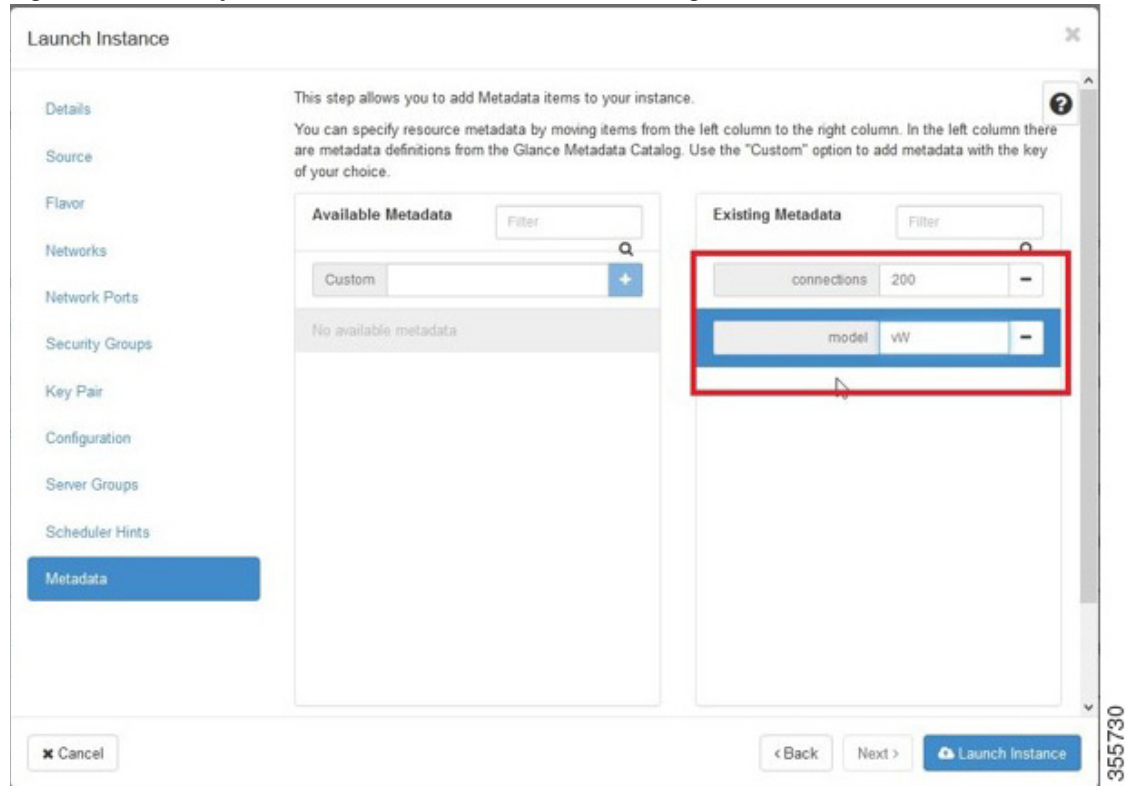 Launch Instance
Details
Source
Flavor
Networks
Network Ports
Security Groups
Key Pair
Configuration
Server Groups
Scheduler Hints
Metadata
This step allows you to add Metadata items to your instance.
You can specify resource metadata by moving items from the left column to the right column. In the left column there
are metadata definitions from the Glance Metadata Catalog. Use the "Custom" option to add metadata with the key
of your choice.
Available Metadata
Filter
Custom
+
No available metadata
Existing Metadata
Filter
connections 200 -
model vW -
Cancel
< Back
Next >
Launch Instance
355730